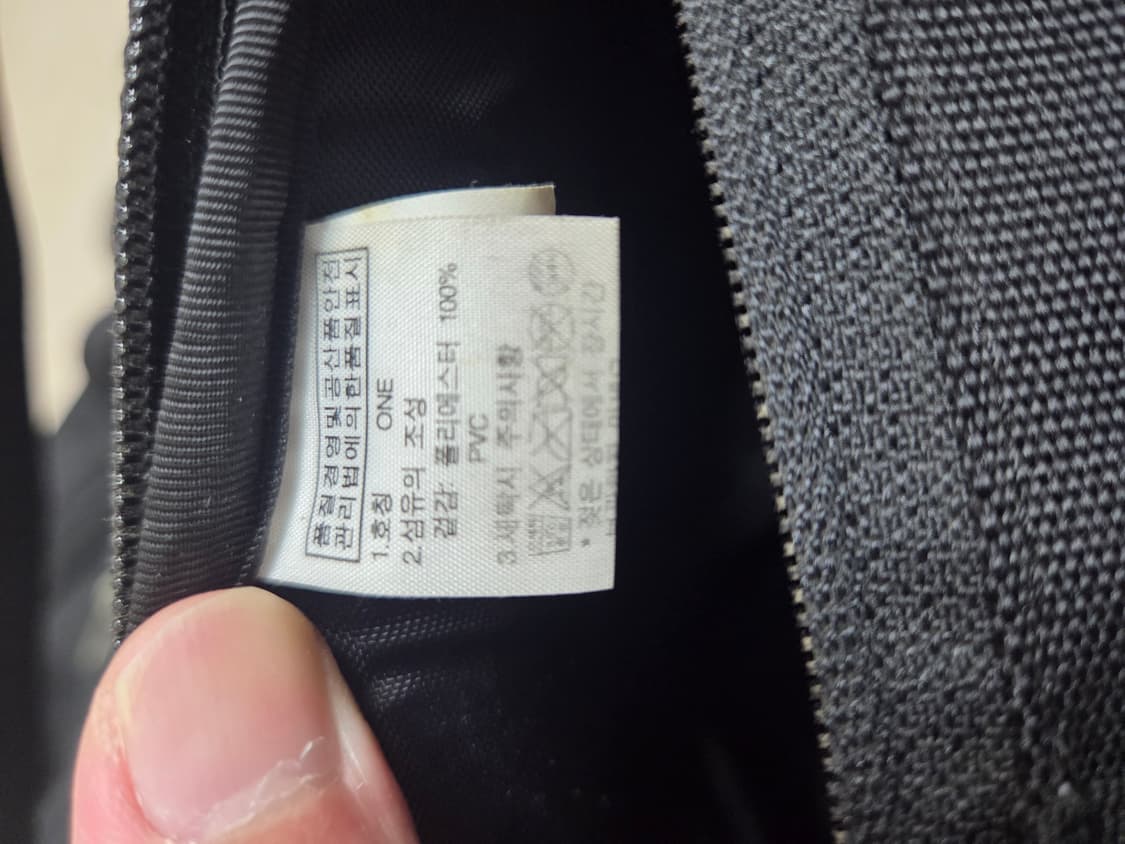 품질경영및공산품안전
관리법에의한품질표시
1.호칭 ONE
2.섬유의 조성
겉감: 폴리에스터 100%
PVC
3.세탁시 주의사항
* 젖은 상태에서 장시간